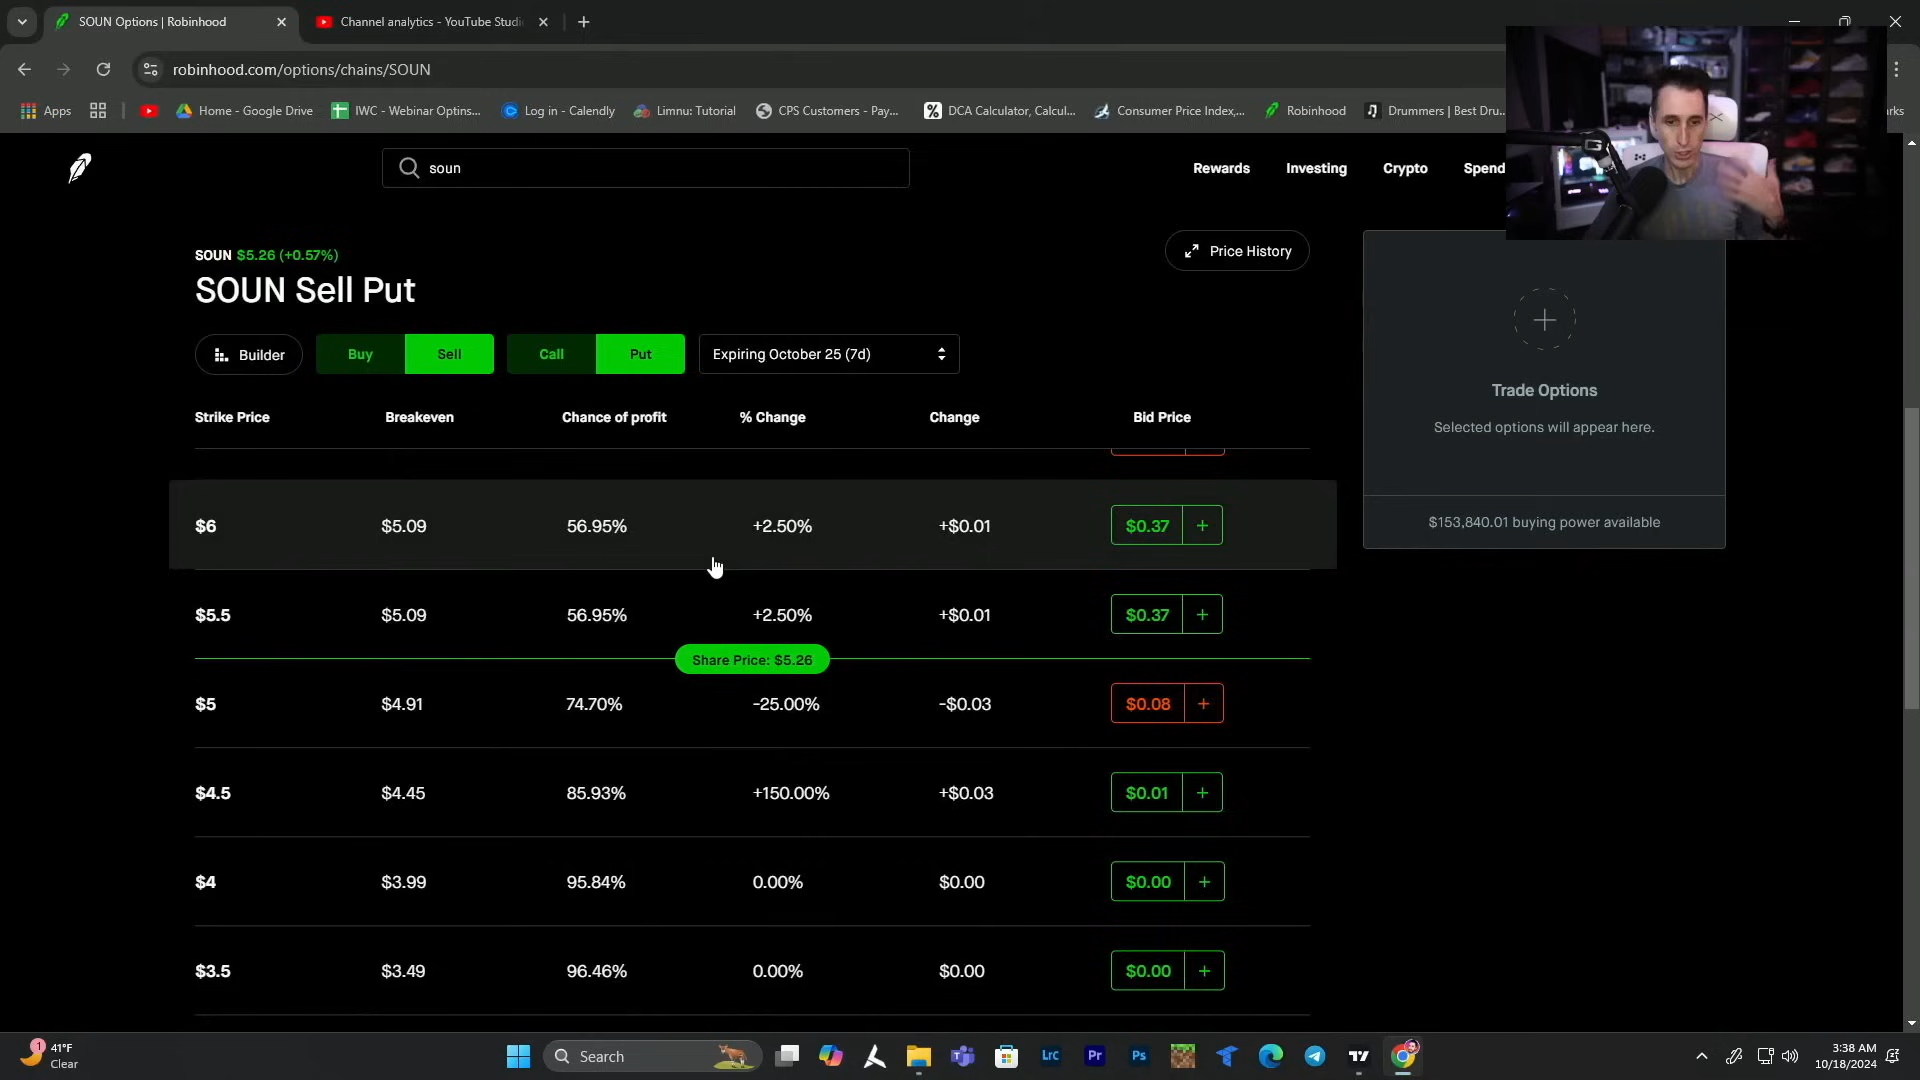 SOUN Options | Robinhood
Channel analytics - YouTube Studi
robinhood.com/options/chains/SOUN
Apps
Home - Google Drive
IWC - Webinar Optins...
Log in - Calendly
Limnu: Tutorial
CPS Customers - Pay...
DCA Calculator, Calcul...
Consumer Price Index,...
Robinhood
Drummers | Best Dru...
rks
soun
Rewards
Investing
Crypto
Spend
SOUN $5.26 (+0.57%)
Price History
SOUN Sell Put
Builder
Buy
Sell
Call
Put
Expiring October 25 (7d)
Trade Options
Selected options will appear here.
$153,840.01 buying power available
Strike Price Breakeven Chance of profit % Change Change Bid Price
$6 $5.09 56.95% +2.50% +$0.01 $0.37 +
$5.5 $5.09 56.95% +2.50% +$0.01 $0.37 +
Share Price: $5.26
$5 $4.91 74.70% -25.00% -$0.03 $0.08 +
$4.5 $4.45 85.93% +150.00% +$0.03 $0.01 +
$4 $3.99 95.84% 0.00% $0.00 $0.00 +
$3.5 $3.49 96.46% 0.00% $0.00 $0.00 +
1
41°F
Clear
Search
LrC
Pr
Ps
3:38 AM
10/18/2024